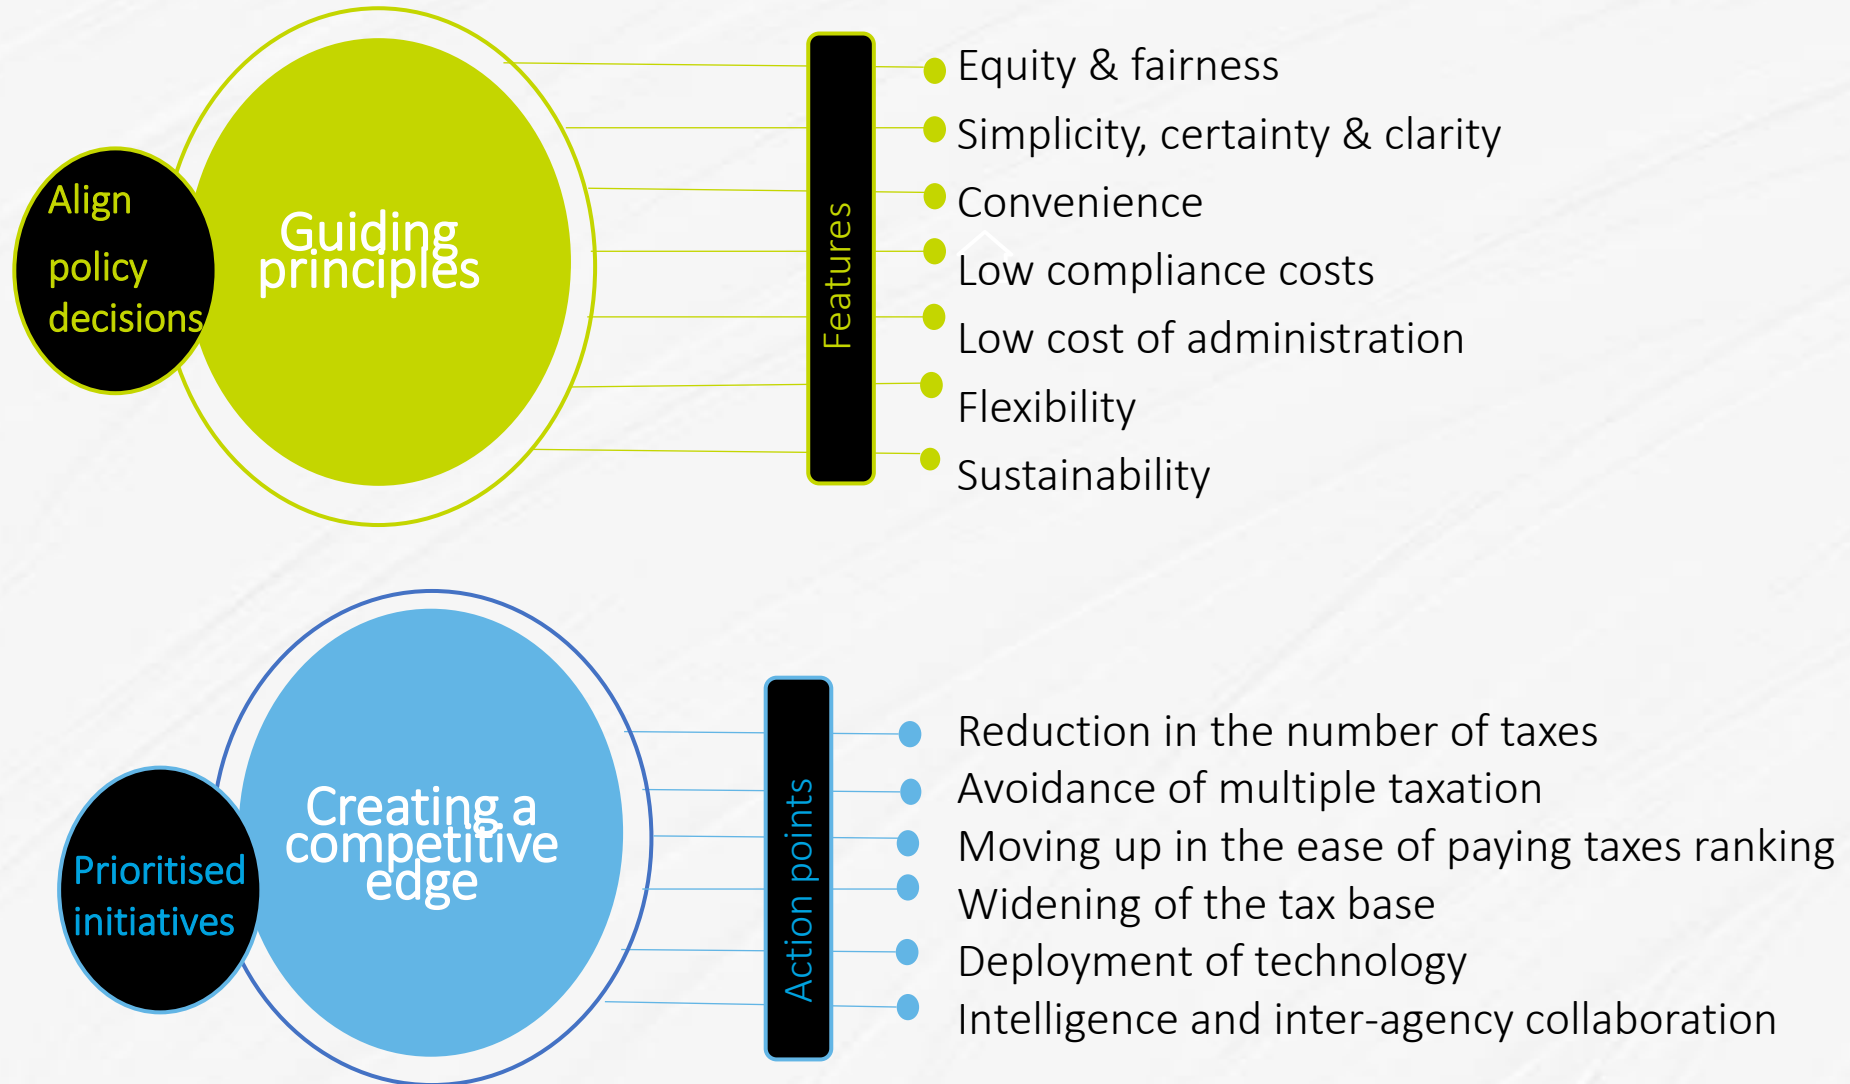 Align
policy
decisions
Guiding
principles
Features
Equity & fairness
Simplicity, certainty & clarity
Convenience
Low compliance costs
Low cost of administration
Flexibility
Sustainability
Prioritised
initiatives
Creating a
competitive
edge
Action points
Reduction in the number of taxes
Avoidance of multiple taxation
Moving up in the ease of paying taxes ranking
Widening of the tax base
Deployment of technology
Intelligence and inter-agency collaboration